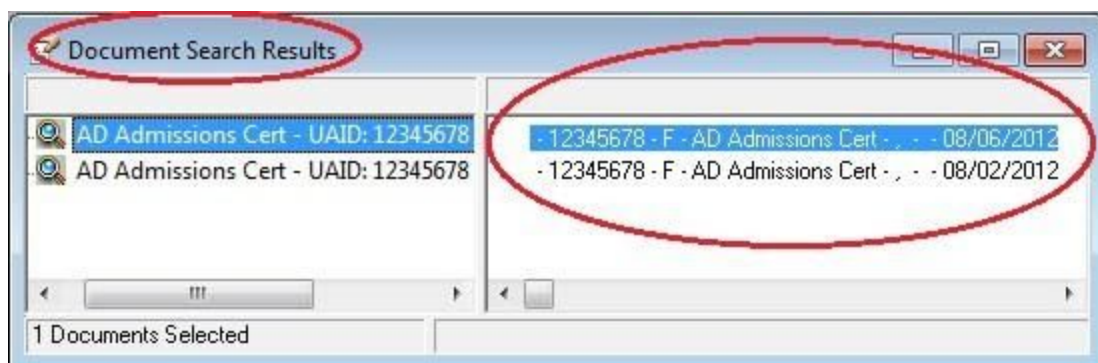 Document Search Results
AD Admissions Cert - UAID: 12345678 - 12345678 - F - AD Admissions Cert - , - - 08/06/2012
AD Admissions Cert - UAID: 12345678 - 12345678 - F - AD Admissions Cert - , - - 08/02/2012
1 Documents Selected